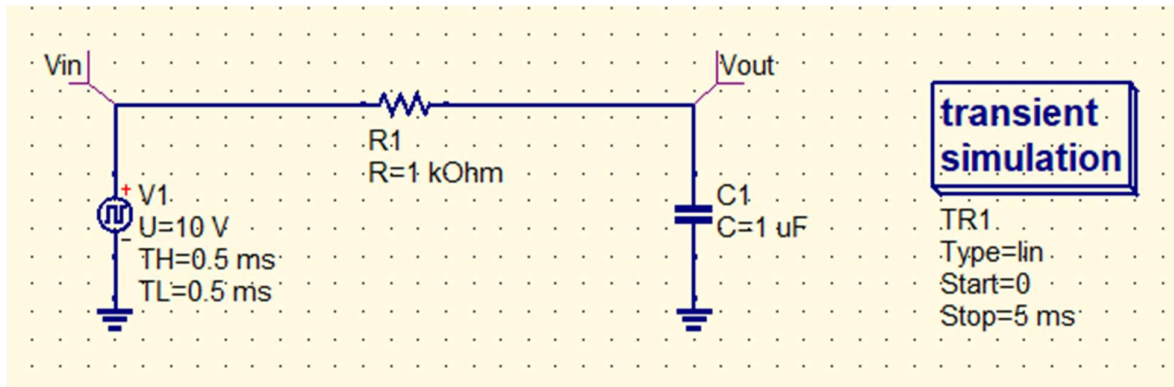 Vin
Vout
R1
R=1 kOhm
V1
U=10 V
TH=0.5 ms
TL=0.5 ms
C1
C=1 uF
transient
simulation
TR1
Type=lin
Start=0
Stop=5 ms